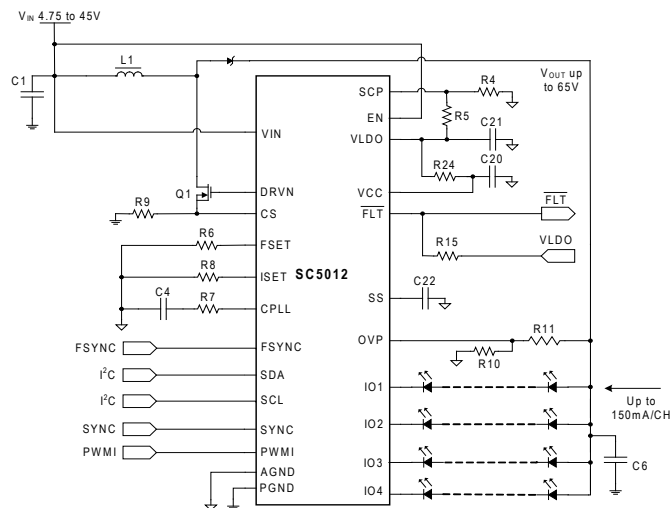 VIN 4.75 to 45V
L1
C1
VOUT up
to 65V
SCP
R4
EN
R5
C21
VIN
VLDO
R24
C20
Q1
DRVN
VCC
R9
CS
FLT
FLT
R6
FSET
R15
VLDO
R8
ISET
SC5012
C4
R7
CPLL
SS
C22
OVP
R11
R10
FSYNC
FSYNC
I²C
SDA
IO1
Up to
150mA/CH
I²C
SCL
IO2
SYNC
SYNC
PWMI
PWMI
IO3
C6
AGND
PGND
IO4